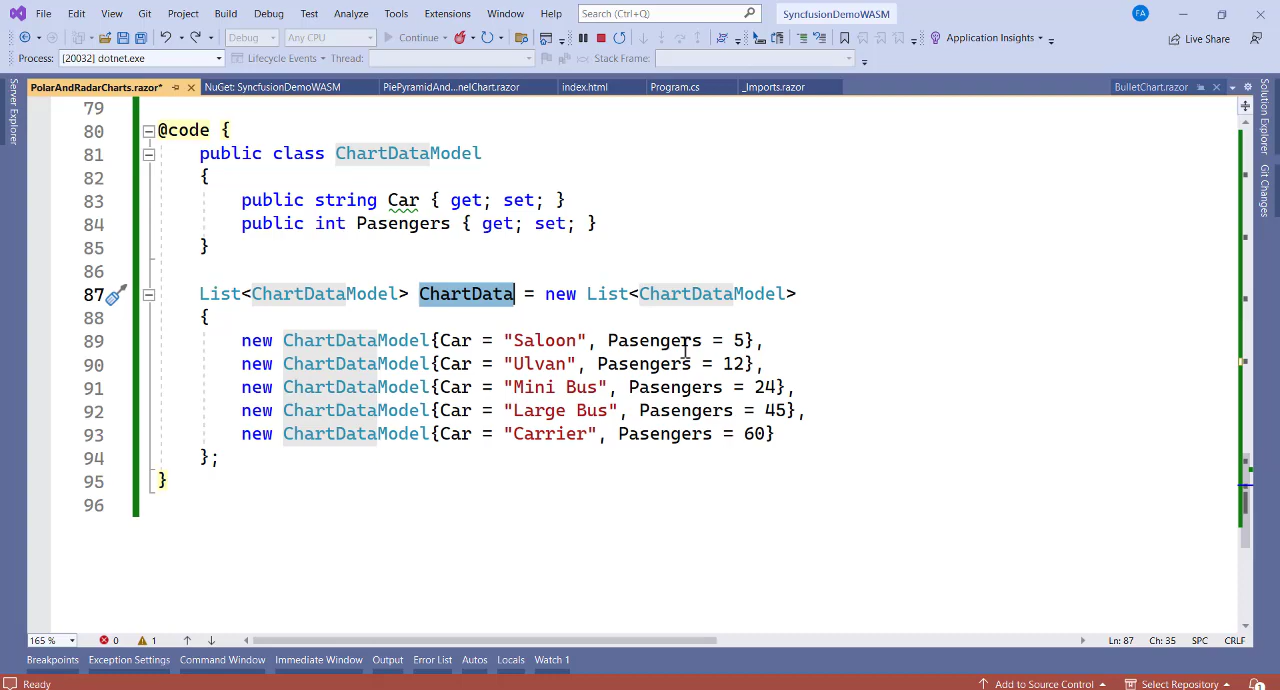 File Edit View Git Project Build Debug Test Analyze Tools Extensions Window Help Search (Ctrl+Q) SyncfusionDemoWASM FA
Debug Any CPU Continue Application Insights Live Share
Process: [20032] dotnet.exe Lifecycle Events Thread: Stack Frame:
PolarAndRadarCharts.razor* NuGet: SyncfusionDemoWASM PiePyramidAnd...nelChart.razor index.html Program.cs _Imports.razor BulletChart.razor
Server Explorer
Solution Explorer
Git Changes
79
80 @code {
81 public class ChartDataModel
82 {
83 public string Car { get; set; }
84 public int Pasengers { get; set; }
85 }
86
87 List<ChartDataModel> ChartData = new List<ChartDataModel>
88 {
89 new ChartDataModel{Car = "Saloon", Pasengers = 5},
90 new ChartDataModel{Car = "Ulvan", Pasengers = 12},
91 new ChartDataModel{Car = "Mini Bus", Pasengers = 24},
92 new ChartDataModel{Car = "Large Bus", Pasengers = 45},
93 new ChartDataModel{Car = "Carrier", Pasengers = 60}
94 };
95 }
96
165 % 0 1 Ln: 87 Ch: 35 SPC CRLF
Breakpoints Exception Settings Command Window Immediate Window Output Error List Autos Locals Watch 1
Ready Add to Source Control Select Repository 1